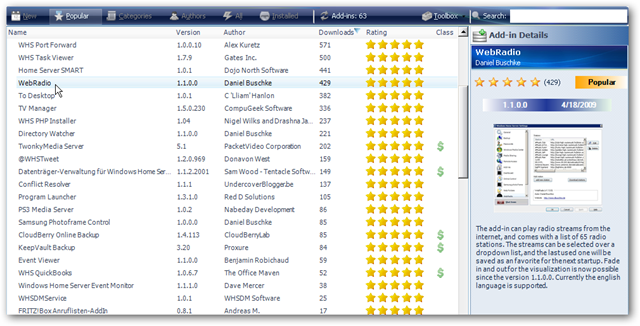 New Popular Categories Authors All Installed Add-ins: 63 Toolbox Search:
Name Version Author Downloads Rating Class
WHS Port Forward 1.0.0.10 Alex Kuretz 571
WHS Task Viewer 1.7.9 Gates Inc. 500
Home Server SMART 1.0.1 Dojo North Software 441
WebRadio 1.1.0.0 Daniel Buschke 429
To Desktop 1.0.1 C 'Lliam' Hanlon 382
TV Manager 1.5.0.230 CompuGeek Software 336
WHS PHP Installer 1.04 Nigel Wilks and Drashna Ja... 237
Directory Watcher 1.1.0.0 Daniel Buschke 221
TwonkyMedia Server 5.1 PacketVideo Corporation 202 $
@WHSTweet 1.2.0.969 Donavon West 159
Datenträger-Verwaltung für Windows Home Ser... 1.1.2.2001 Sam Wood - Tentacle Softw... 149 $
Conflict Resolver 1.1.1 UndercoverBlogger.be 137
Program Launcher 2.3.1.0 Red D Solutions 105
PS3 Media Server 1.0.2 Nabeday Development 86
Samsung Photoframe Control 1.0.0.0 Daniel Buschke 85
CloudBerry Online Backup 1.4.113 CloudBerryLab 85 $
KeepVault Backup 3.20 Proxure 84 $
Event Viewer 1.1.0.0 Benjamin Robichaud 59
WHS QuickBooks 1.0.6.7 The Office Maven 52 $
Windows Home Server Event Monitor 1.1.1.0 Dave Mercer 38
WHSDMService 1.0.1 WHSDM Software 34
FRITZ!Box Anruflisten-AddIn 0.8.1 Andreas M. 17
Add-in Details
WebRadio
Daniel Buschke
(429) Popular
1.1.0.0 4/18/2009
The add-in can play radio streams from the
internet, and comes with a list of 65 radio
stations. The streams can be selected over a
dropdown list, and the last used one will be
saved as an favorite for the next startup. Fade
in and out for the visualization is now possible
since the version 1.1.0.0. Currently the english
language is supported.